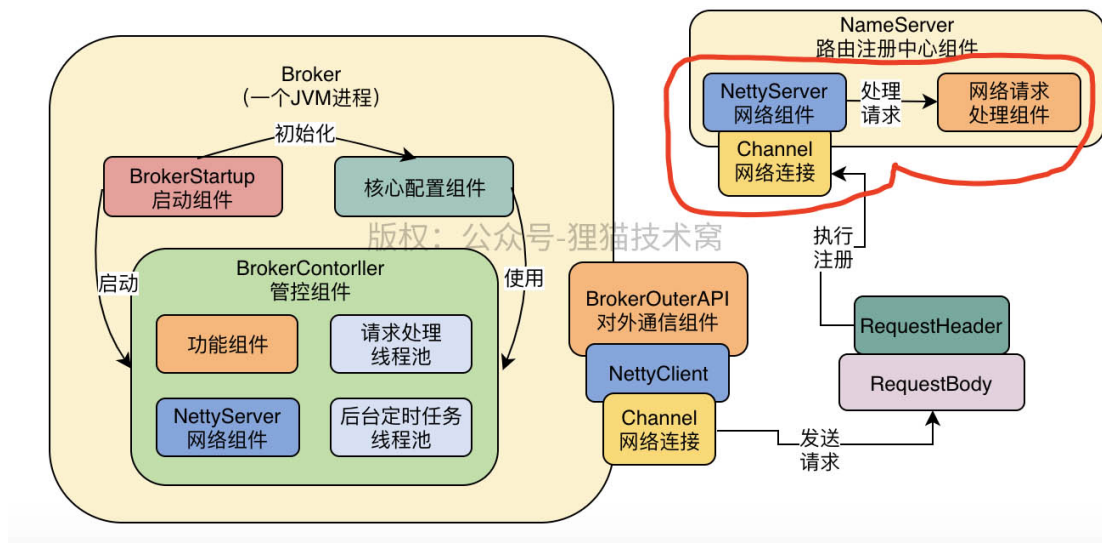 NameServer
路由注册中心组件
NettyServer
网络组件
处理
请求
网络请求
处理组件
Channel
网络连接
Broker
(一个JVM进程)
初始化
BrokerStartup
启动组件
核心配置组件
版权：公众号-狸猫技术窝
启动
使用
BrokerContorller
管控组件
功能组件
请求处理
线程池
NettyServer
网络组件
后台定时任务
线程池
BrokerOuterAPI
对外通信组件
NettyClient
Channel
网络连接
发送
请求
执行
注册
RequestHeader
RequestBody